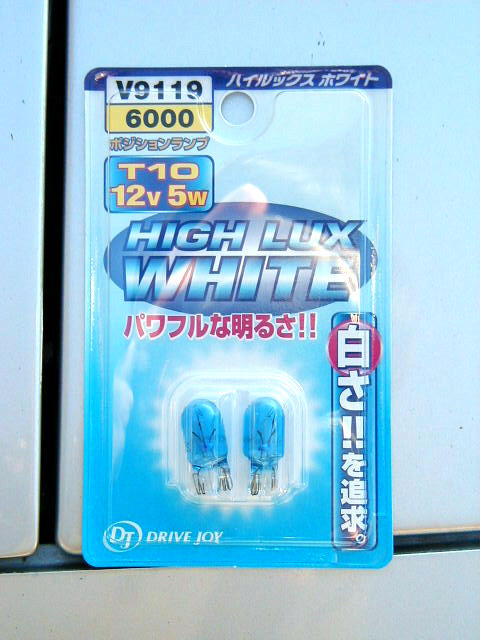 V9119
ハイルックス ホワイト
6000
ポジションランプ
T10
12V 5W
HIGH LUX
WHITE
パワフルな明るさ!!
白さ!!を追求。
DJ DRIVE JOY